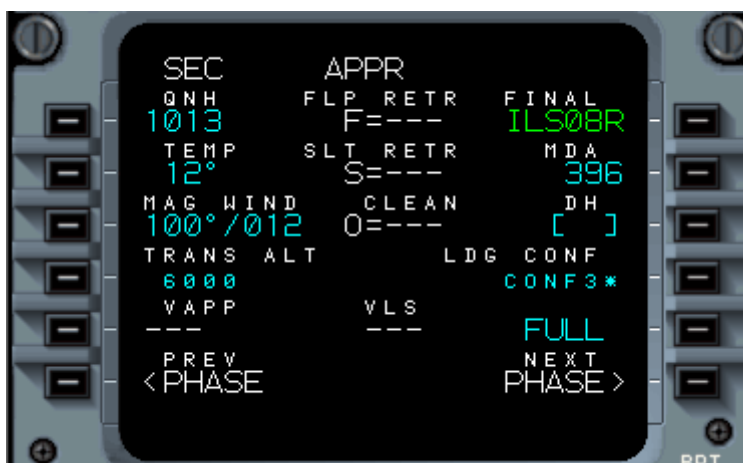 SEC APPR
QNH FLP RETR FINAL
1013 F=--- ILS08R
TEMP SLT RETR MDA
12° S=--- 396
MAG WIND CLEAN DH
100°/012 O=--- [ ]
TRANS ALT LDG CONF
6000 CONF3*
VAPP VLS
--- --- FULL
PREV NEXT
<PHASE PHASE>